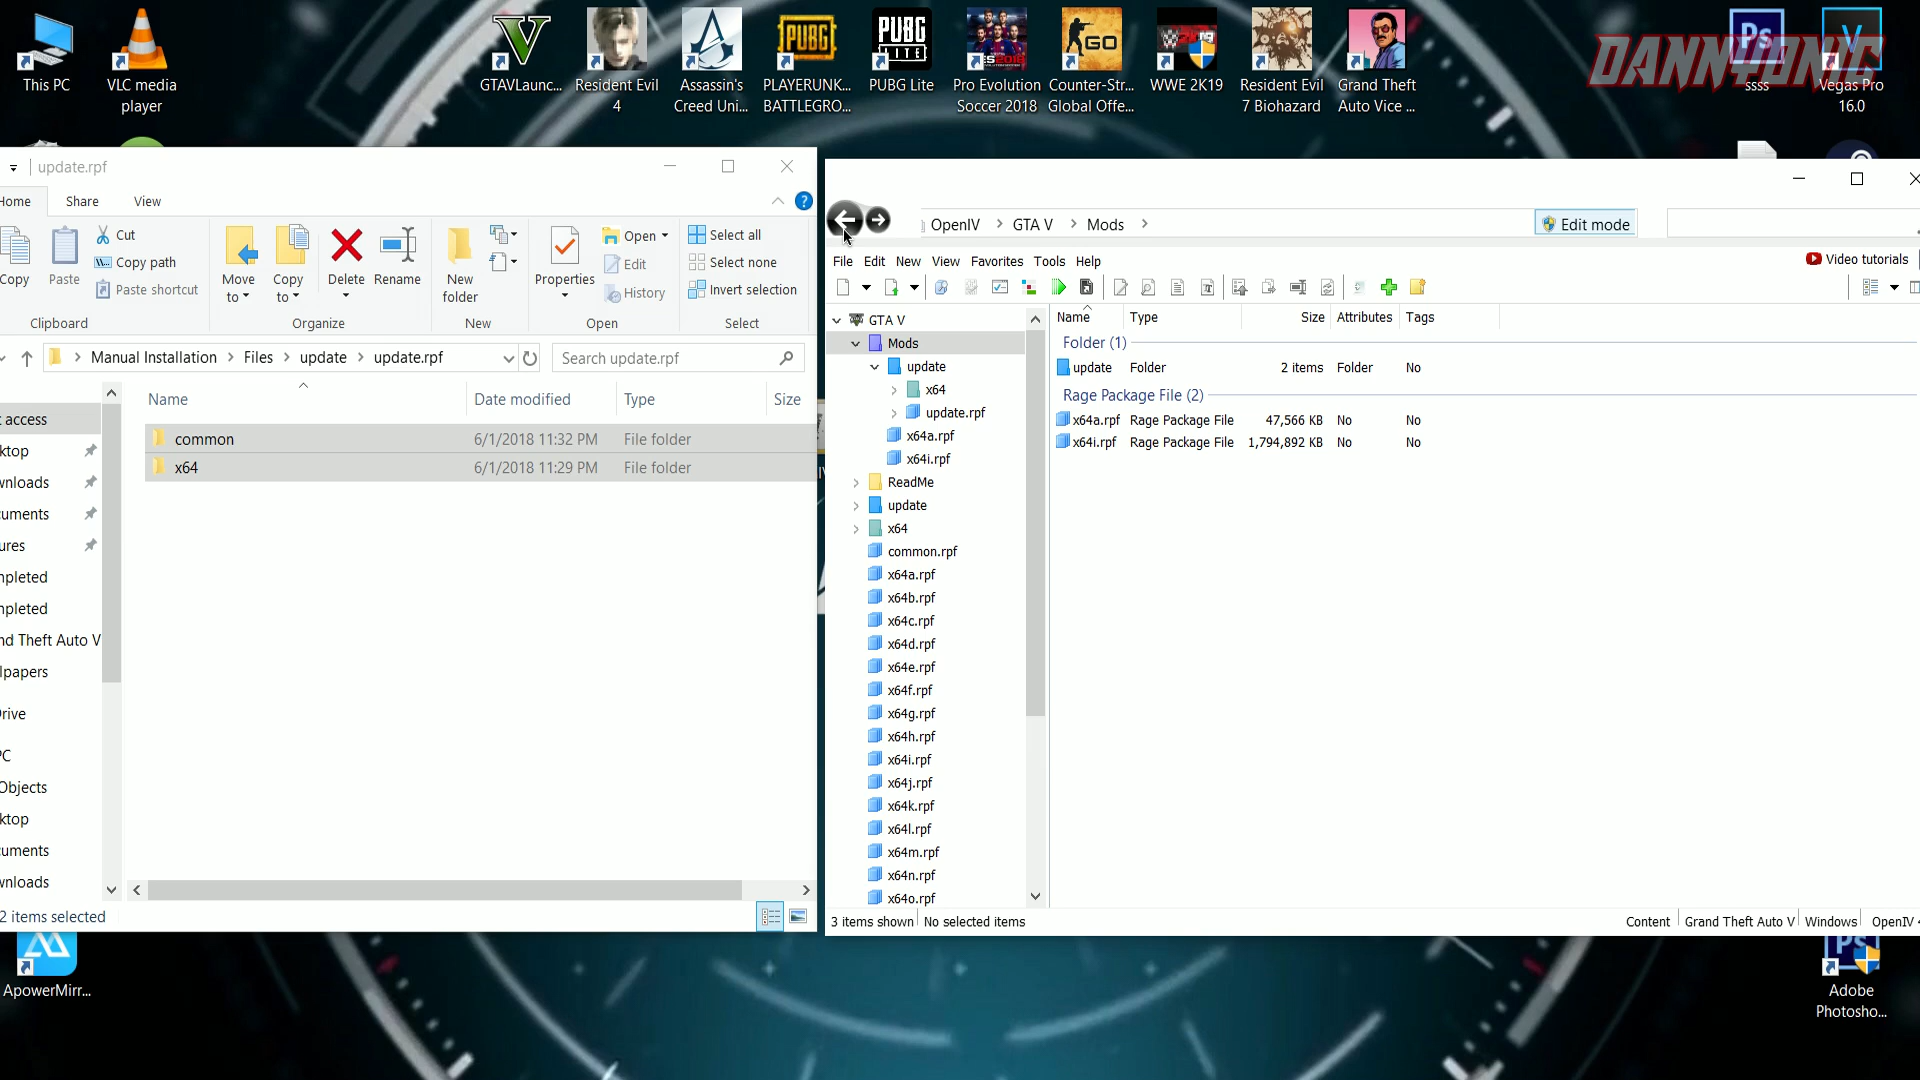 This PC
VLC media
player
GTAVLaunc...
Resident Evil
4
Assassin's
Creed Uni...
PLAYERUNK...
BATTLEGRO...
PUBG Lite
Pro Evolution
Soccer 2018
Counter-Str...
Global Offe...
WWE 2K19
Resident Evil
7 Biohazard
Grand Theft
Auto Vice ...
ssss
Vegas Pro
16.0
DANNYONIC
update.rpf
Home
Share
View
Copy
Paste
Cut
Copy path
Paste shortcut
Move
to
Copy
to
Delete
Rename
New
folder
Properties
Open
Edit
History
Select all
Select none
Invert selection
Clipboard
Organize
New
Open
Select
Manual Installation
Files
update
update.rpf
Search update.rpf
Name
Date modified
Type
Size
common
6/1/2018 11:32 PM
File folder
x64
6/1/2018 11:29 PM
File folder
t access
ktop
wnloads
cuments
ures
mpleted
mpleted
nd Theft Auto V
llpapers
Drive
PC
Objects
ktop
cuments
wnloads
2 items selected
OpenIV
GTA V
Mods
Edit mode
File
Edit
New
View
Favorites
Tools
Help
Video tutorials
GTA V
Mods
update
x64
update.rpf
x64a.rpf
x64i.rpf
ReadMe
update
x64
common.rpf
x64a.rpf
x64b.rpf
x64c.rpf
x64d.rpf
x64e.rpf
x64f.rpf
x64g.rpf
x64h.rpf
x64i.rpf
x64j.rpf
x64k.rpf
x64l.rpf
x64m.rpf
x64n.rpf
x64o.rpf
Name
Type
Size
Attributes
Tags
Folder (1)
update
Folder
2 items
Folder
No
Rage Package File (2)
x64a.rpf
Rage Package File
47,566 KB
No
No
x64i.rpf
Rage Package File
1,794,892 KB
No
No
3 items shown
No selected items
Content
Grand Theft Auto V
Windows
OpenIV
ApowerMirr...
Adobe
Photosho...